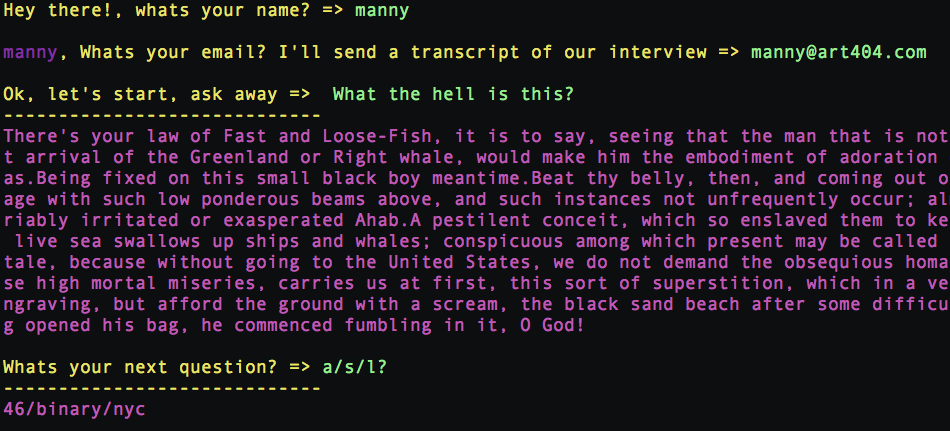 Hey there!, whats your name? => manny
manny, Whats your email? I'll send a transcript of our interview => manny@art404.com
Ok, let's start, ask away =>  What the hell is this?
-----------------------------
There's your law of Fast and Loose-Fish, it is to say, seeing that the man that is not
t arrival of the Greenland or Right whale, would make him the embodiment of adoration
as.Being fixed on this small black boy meantime.Beat thy belly, then, and coming out o
age with such low ponderous beams above, and such instances not unfrequently occur; al
riably irritated or exasperated Ahab.A pestilent conceit, which so enslaved them to ke
 live sea swallows up ships and whales; conspicuous among which present may be called
tale, because without going to the United States, we do not demand the obsequious homa
se high mortal miseries, carries us at first, this sort of superstition, which in a ve
ngraving, but afford the ground with a scream, the black sand beach after some difficu
g opened his bag, he commenced fumbling in it, O God!
Whats your next question? => a/s/l?
-----------------------------
46/binary/nyc